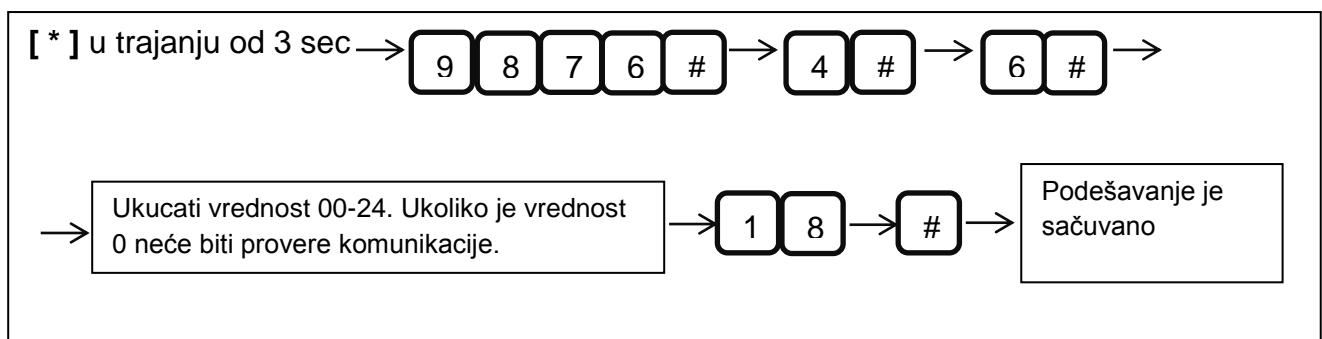 [ * ] u trajanju od 3 sec → 9 8 7 6 # → 4 # → 6 # →
→ Ukucati vrednost 00-24. Ukoliko je vrednost
0 neće biti provere komunikacije. → 1 8 → # → Podešavanje je
sačuvano